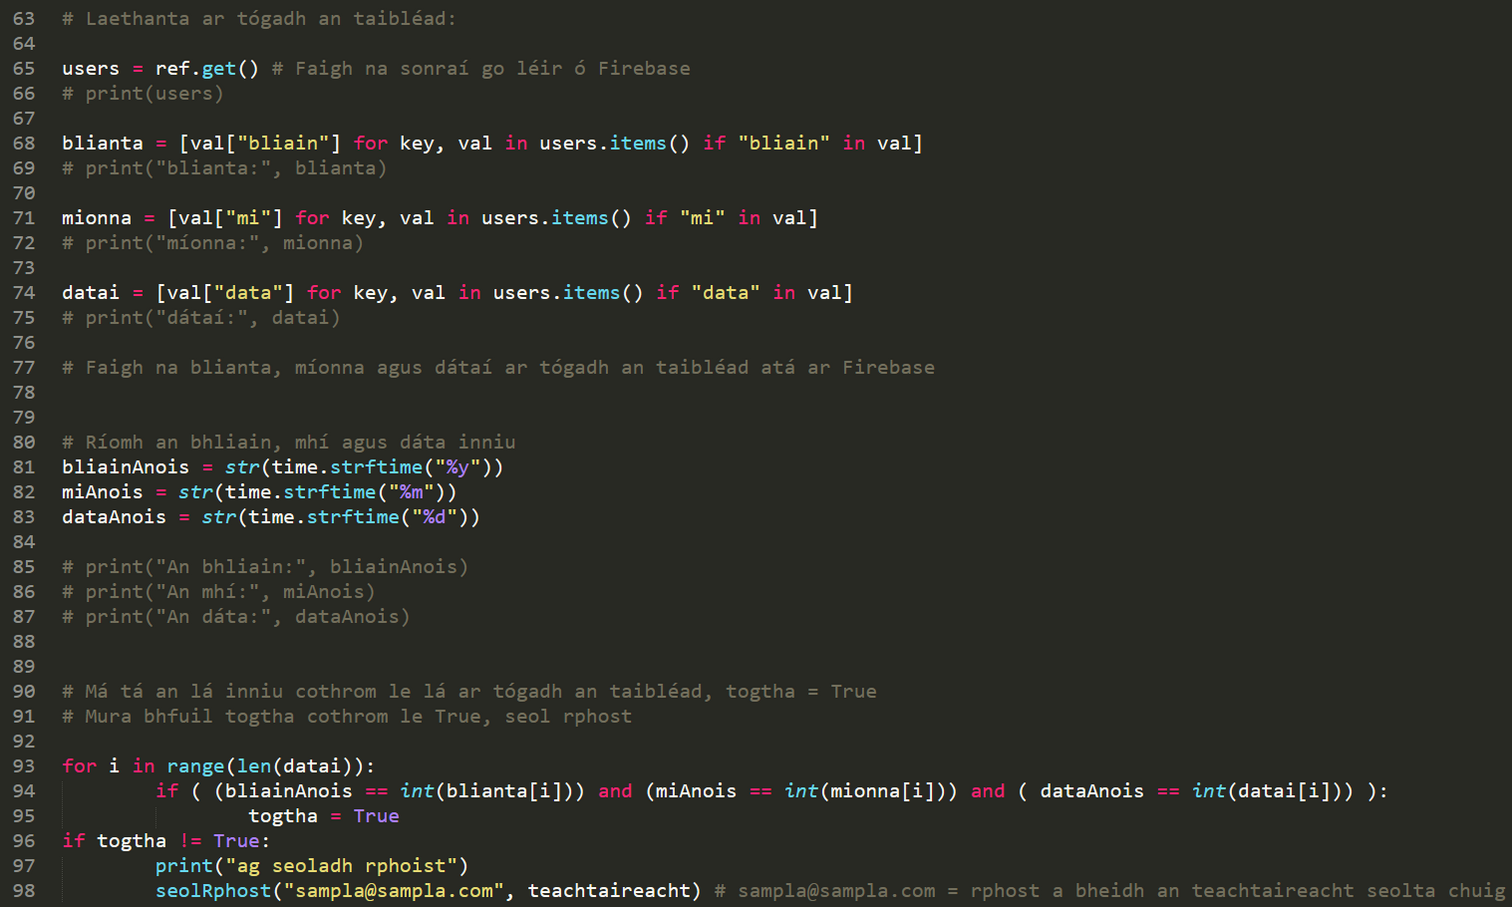 63 # Laethanta ar tógadh an taibléad:
64
65 users = ref.get() # Faigh na sonraí go léir ó Firebase
66 # print(users)
67
68 blianta = [val["bliain"] for key, val in users.items() if "bliain" in val]
69 # print("blianta:", blianta)
70
71 mionna = [val["mi"] for key, val in users.items() if "mi" in val]
72 # print("míonna:", mionna)
73
74 datai = [val["data"] for key, val in users.items() if "data" in val]
75 # print("dátaí:", datai)
76
77 # Faigh na blianta, míonna agus dátaí ar tógadh an taibléad atá ar Firebase
78
79
80 # Ríomh an bhliain, mhí agus dáta inniu
81 bliainAnois = str(time.strftime("%y"))
82 miAnois = str(time.strftime("%m"))
83 dataAnois = str(time.strftime("%d"))
84
85 # print("An bhliain:", bliainAnois)
86 # print("An mhí:", miAnois)
87 # print("An dáta:", dataAnois)
88
89
90 # Má tá an lá inniu cothrom le lá ar tógadh an taibléad, togtha = True
91 # Mura bhfuil togtha cothrom le True, seol rphost
92
93 for i in range(len(datai)):
94 if ( (bliainAnois == int(blianta[i])) and (miAnois == int(mionna[i])) and ( dataAnois == int(datai[i])) ):
95 togtha = True
96 if togtha != True:
97 print("ag seoladh rphoist")
98 seolRphost("sampla@sampla.com", teachtaireacht) # sampla@sampla.com = rphost a bheidh an teachtaireacht seolta chuig